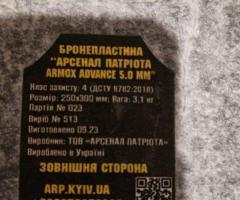 БРОНЕПЛАСТИНА
"АРСЕНАЛ ПАТРІОТА
ARMOX ADVANCE 5.0 ММ"
Клас захисту: 4 (ДСТУ 8782:2018)
Розмір: 250х300 мм; Вага: 3,1 кг
Партія № 023
Виріб № 513
Виготовлено 09.23
Виробник: ТОВ «АРСЕНАЛ ПАТРІОТА»
Вироблено в Україні
ЗОВНІШНЯ СТОРОНА
ARP.KYIV.UA